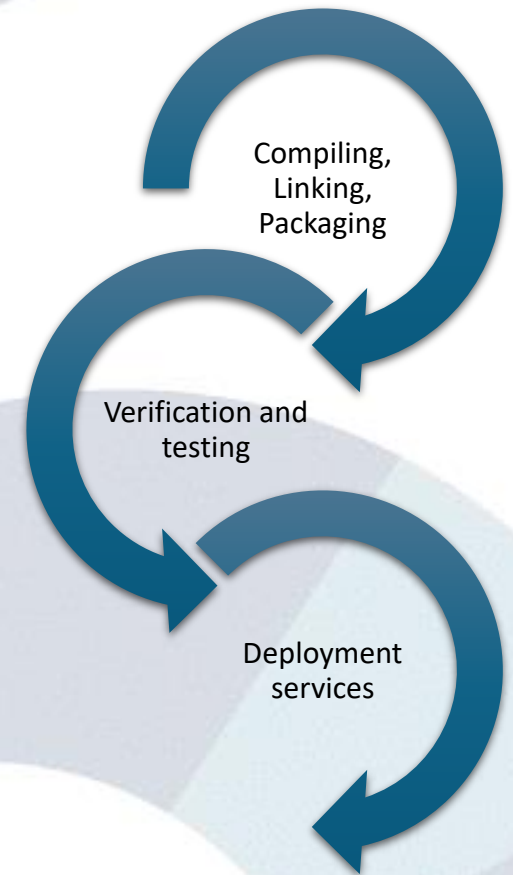 Compiling,
Linking,
Packaging
Verification and
testing
Deployment
services